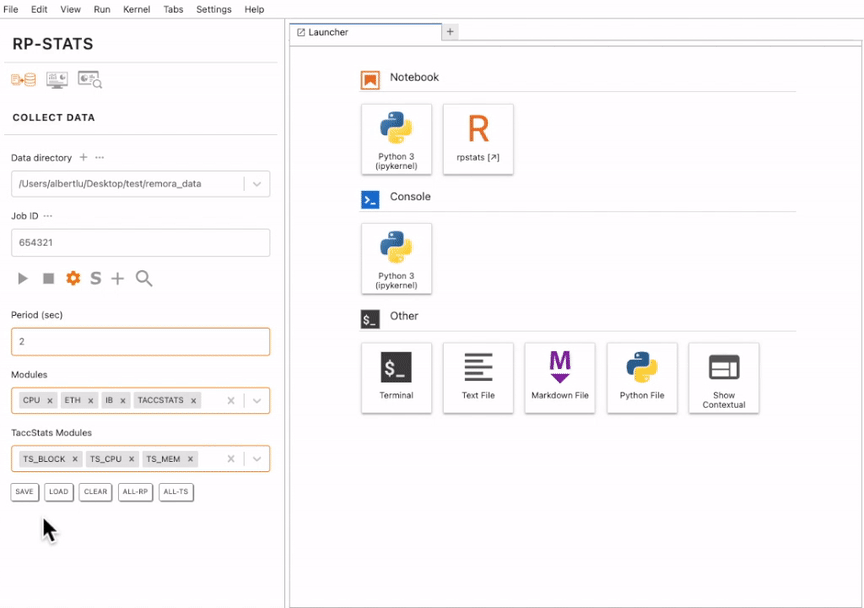 File Edit View Run Kernel Tabs Settings Help
RP-STATS
COLLECT DATA
Data directory + ...
/Users/albertlu/Desktop/test/remora_data
Job ID ...
654321
S
Period (sec)
2
Modules
CPU × ETH × IB × TACCSTATS ×
TaccStats Modules
TS_BLOCK × TS_CPU × TS_MEM ×
SAVE LOAD CLEAR ALL-RP ALL-TS
Launcher +
Notebook
Python 3
(ipykernel)
R
rpstats [↗]
>_ Console
Python 3
(ipykernel)
$_ Other
$_
Terminal
Text File
M
Markdown File
Python File
Show
Contextual